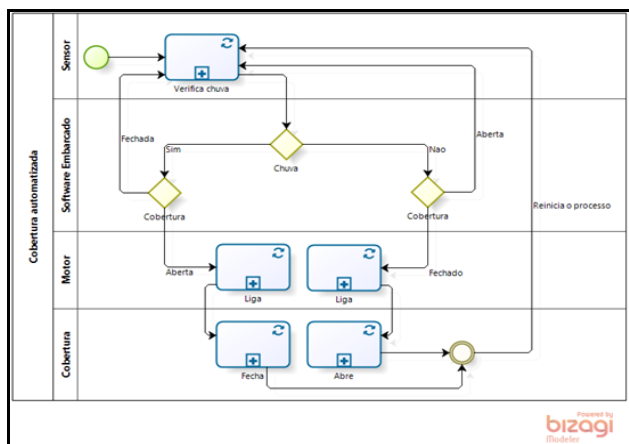 Cobertura automatizada
Sensor
Verifica chuva
Software Embarcado
Fechada
Sim
Chuva
Nao
Aberta
Cobertura
Cobertura
Reinicia o processo
Motor
Aberta
Liga
Liga
Fechado
Cobertura
Fecha
Abre
Powered by
bizagi
Modeler